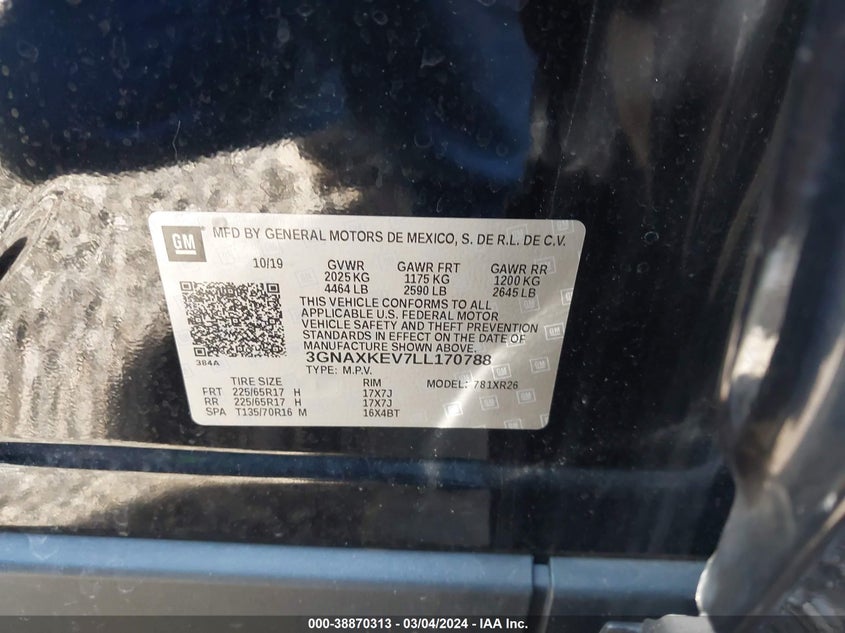 GM
MFD BY GENERAL MOTORS DE MEXICO, S. DE R.L. DE C.V.
10/19 GVWR GAWR FRT GAWR RR
2025 KG 1175 KG 1200 KG
4464 LB 2590 LB 2645 LB
THIS VEHICLE CONFORMS TO ALL
APPLICABLE U.S. FEDERAL MOTOR
VEHICLE SAFETY AND THEFT PREVENTION
STANDARDS IN EFFECT ON THE DATE OF
MANUFACTURE SHOWN ABOVE.
384A 3GNAXKEV7LL170788
TYPE: M.P.V.
TIRE SIZE RIM MODEL: 781XR26
FRT 225/65R17 H 17X7J
RR 225/65R17 H 17X7J
SPA T135/70R16 M 16X4BT
000-38870313 - 03/04/2024 - IAA Inc.